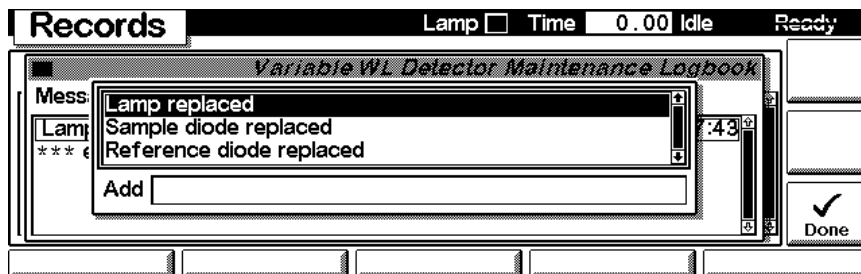 Records Lamp Time 0.00 Idle Ready
Variable WL Detector Maintenance Logbook
Mess
Lamp replaced
Lamp 7:43
Sample diode replaced
*** e
Reference diode replaced
Add
Done